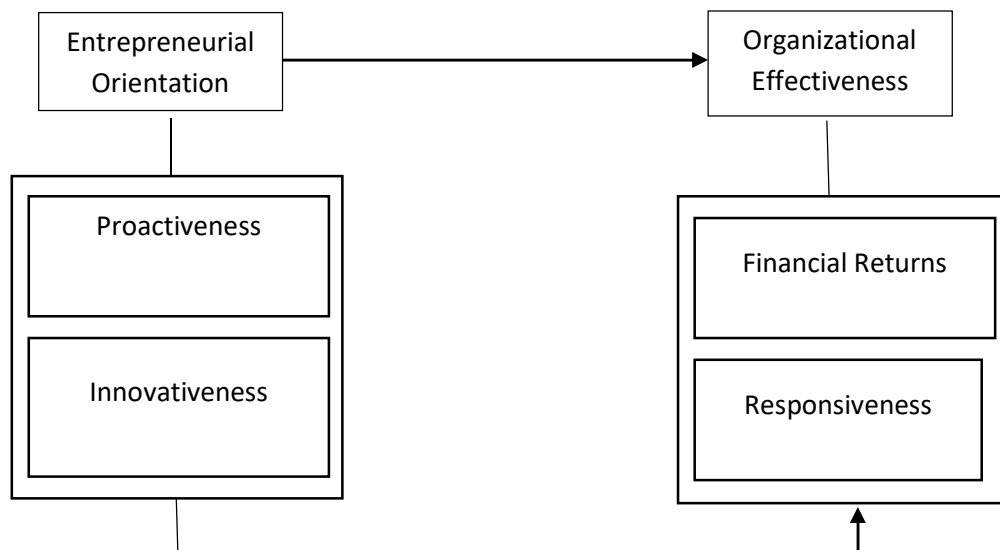 Entrepreneurial
Orientation
Organizational
Effectiveness
Proactiveness
Innovativeness
Financial Returns
Responsiveness